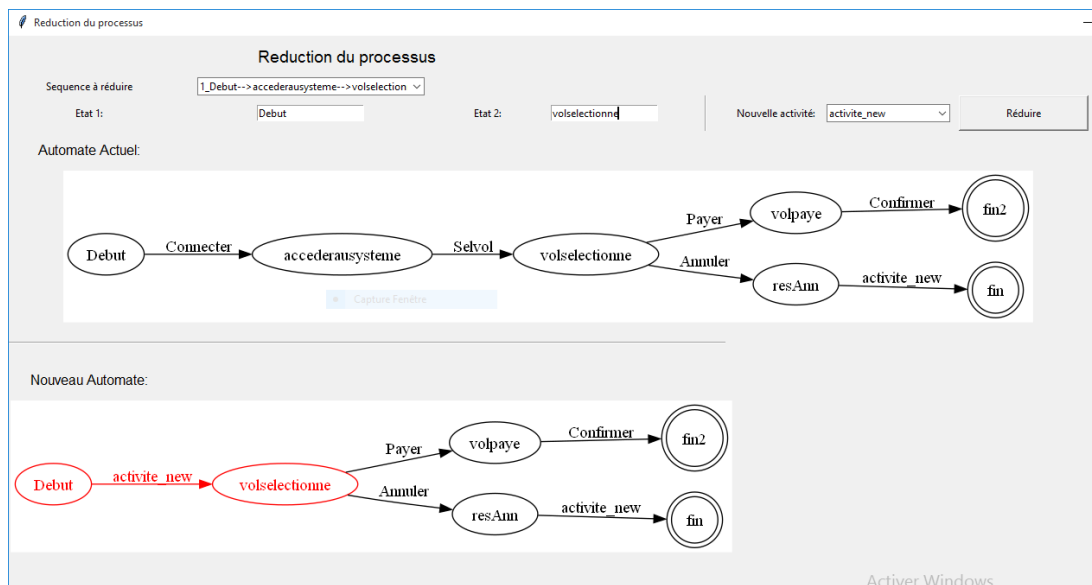 Reduction du processus
Reduction du processus
Sequence à réduire 1_Debut-->accederausysteme-->volselection
Etat 1: Debut Etat 2: volselectionne Nouvelle activité: activite_new Réduire
Automate Actuel:
Debut Connecter accederausysteme Selvol volselectionne Payer volpaye Confirmer fin2
Annuler resAnn activite_new fin
Capture Fenêtre
Nouveau Automate:
Debut activite_new volselectionne Payer volpaye Confirmer fin2
Annuler resAnn activite_new fin
Activer Windows